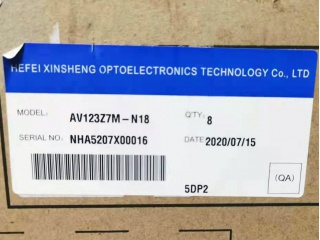 HEFEI XINSHENG OPTOELECTRONICS TECHNOLOGY Co., Ltd
MODEL: AV123Z7M-N18 Q'TY: 8
SERIAL NO: NHA5207X00016 DATE: 2020/07/15
5DP2 (QA)